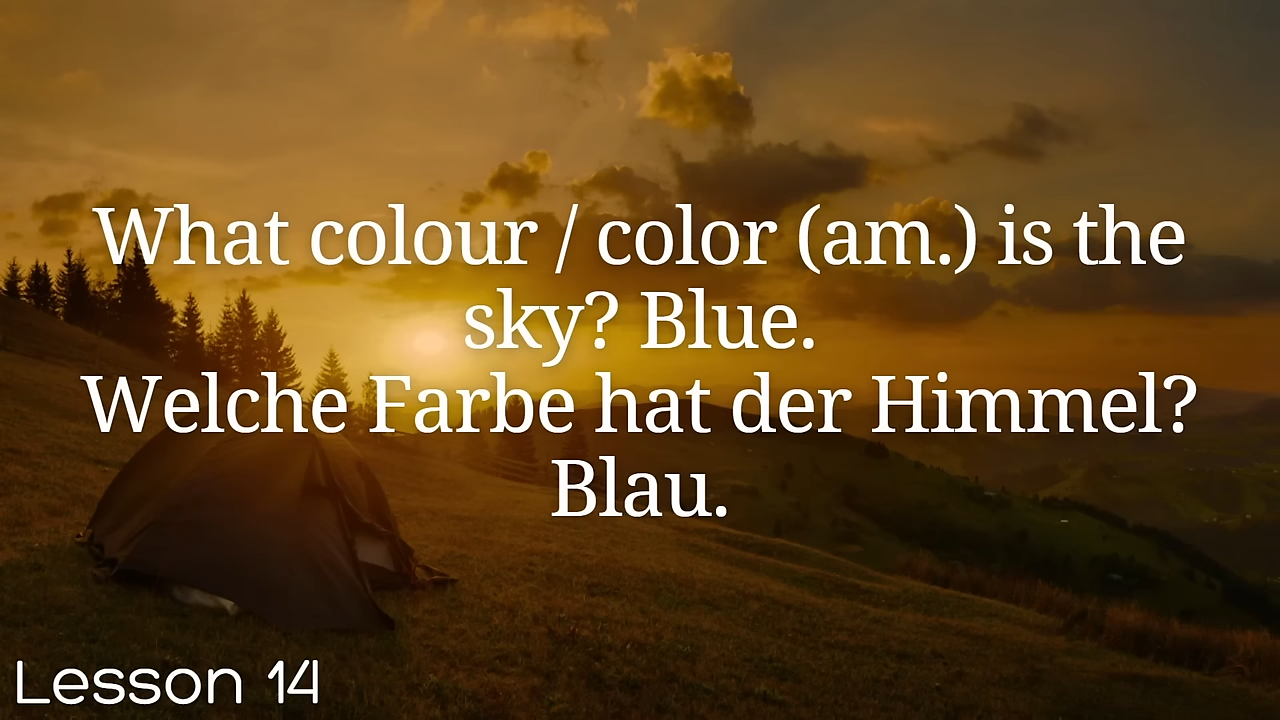 What colour / color (am.) is the
sky? Blue.
Welche Farbe hat der Himmel?
Blau.
Lesson 14